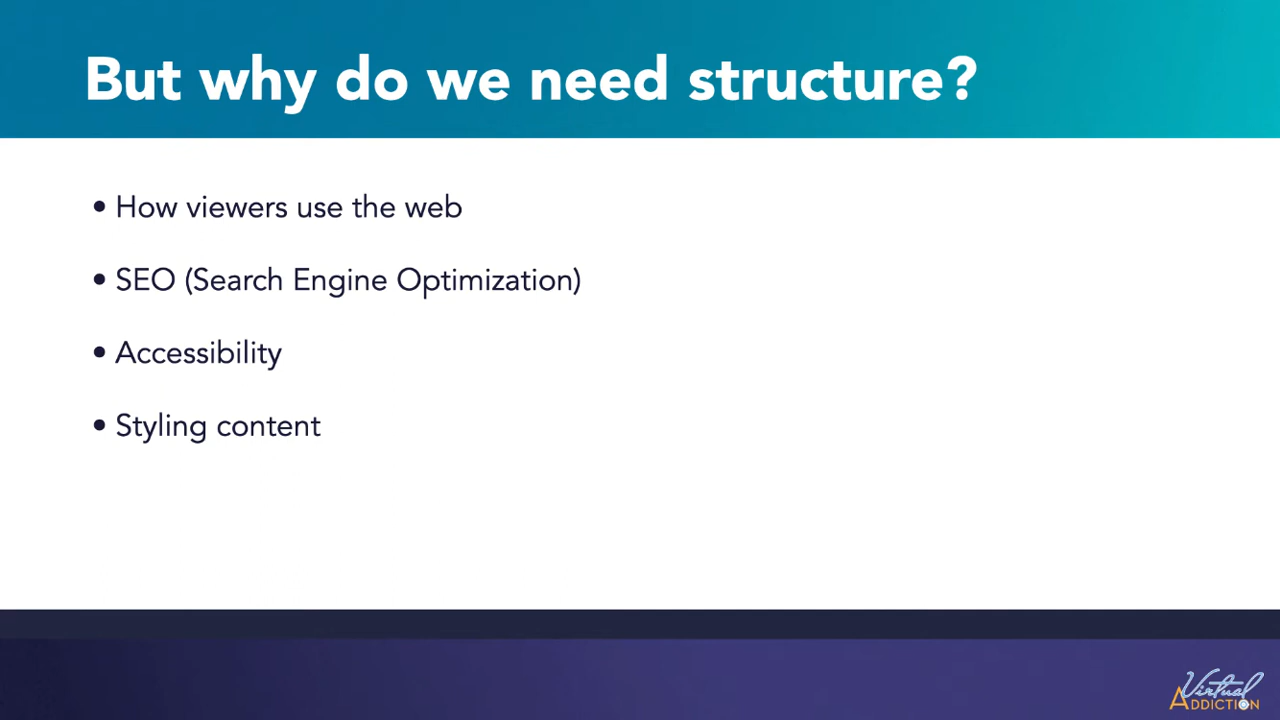 But why do we need structure?
• How viewers use the web
• SEO (Search Engine Optimization)
• Accessibility
• Styling content
Virtual
ADDICTION